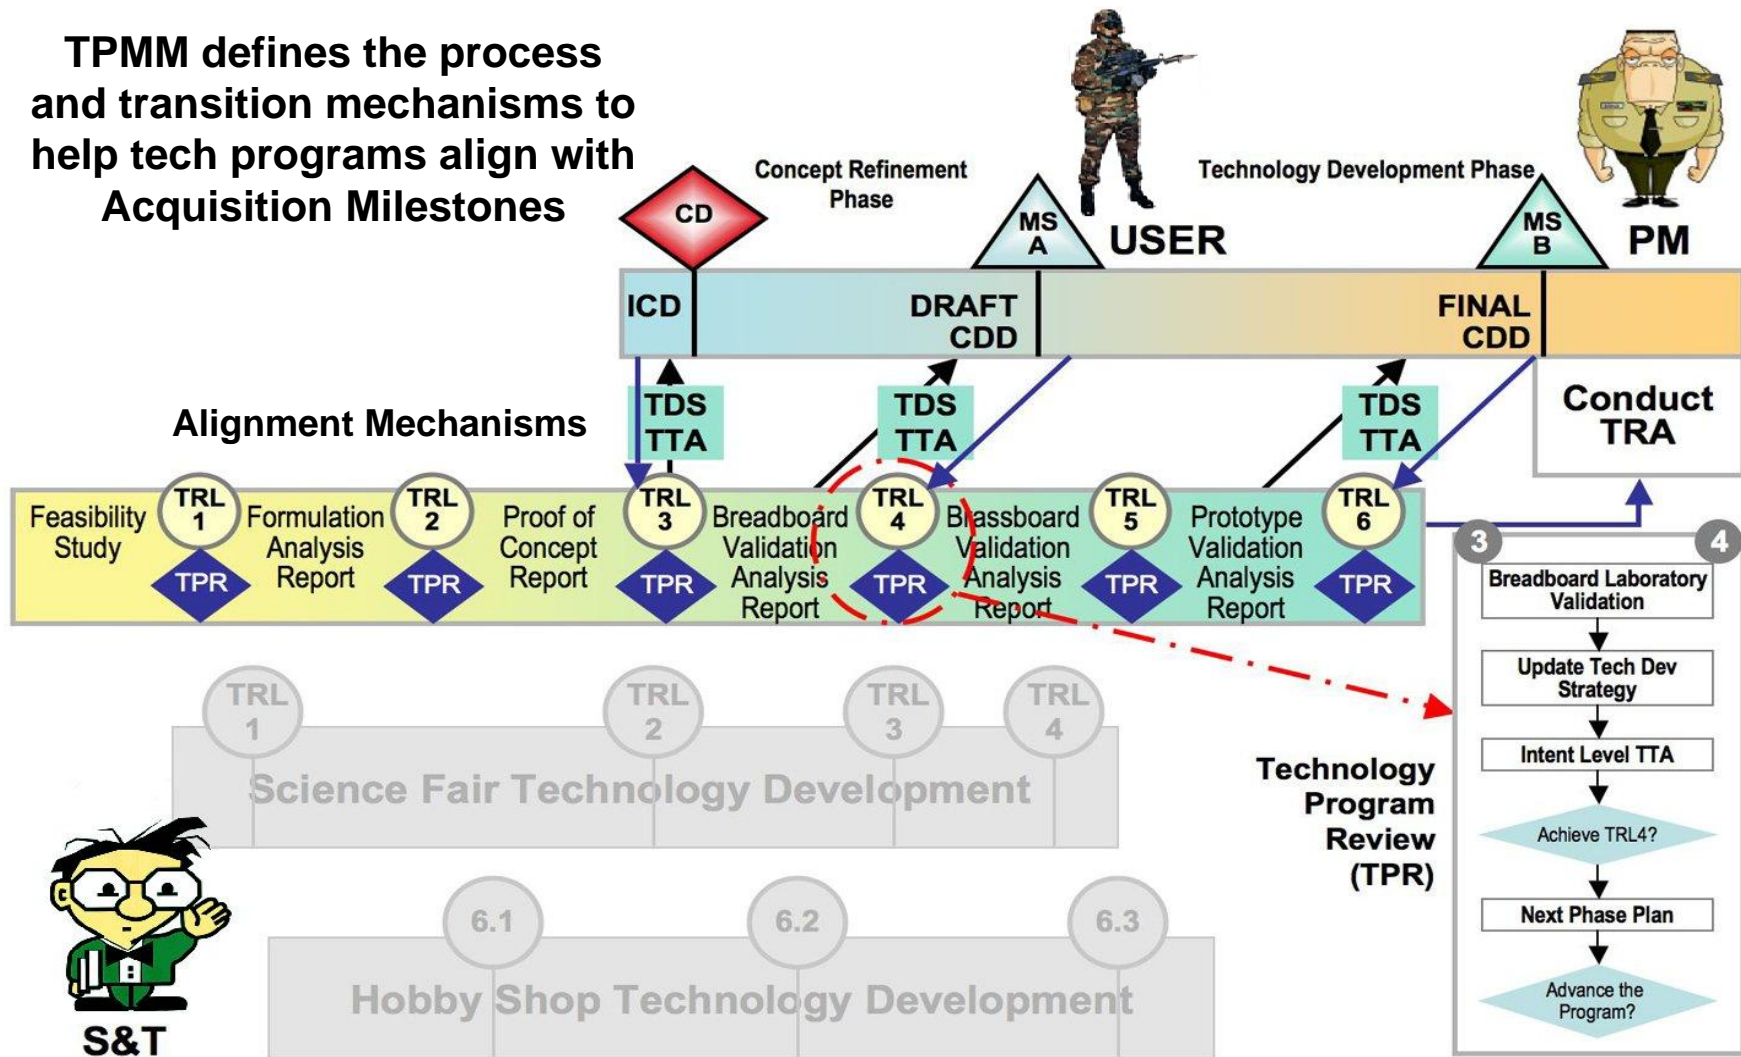 TPMM defines the process
and transition mechanisms to
help tech programs align with
Acquisition Milestones
CD
Concept Refinement
Phase
MS
A
USER
Technology Development Phase
MS
B
PM
ICD
DRAFT
CDD
FINAL
CDD
Alignment Mechanisms
TDS
TTA
TDS
TTA
TDS
TTA
Conduct
TRA
Feasibility
Study
TRL
1
TPR
Formulation
Analysis
Report
TRL
2
TPR
Proof of
Concept
Report
TRL
3
TPR
Breadboard
Validation
Analysis
Report
TRL
4
TPR
Brassboard
Validation
Analysis
Report
TRL
5
TPR
Prototype
Validation
Analysis
Report
TRL
6
TPR
3
4
Breadboard Laboratory
Validation
Update Tech Dev
Strategy
Intent Level TTA
Achieve TRL4?
Next Phase Plan
Advance the
Program?
Technology
Program
Review
(TPR)
TRL
1
TRL
2
TRL
3
TRL
4
Science Fair Technology Development
6.1
6.2
6.3
Hobby Shop Technology Development
S&T